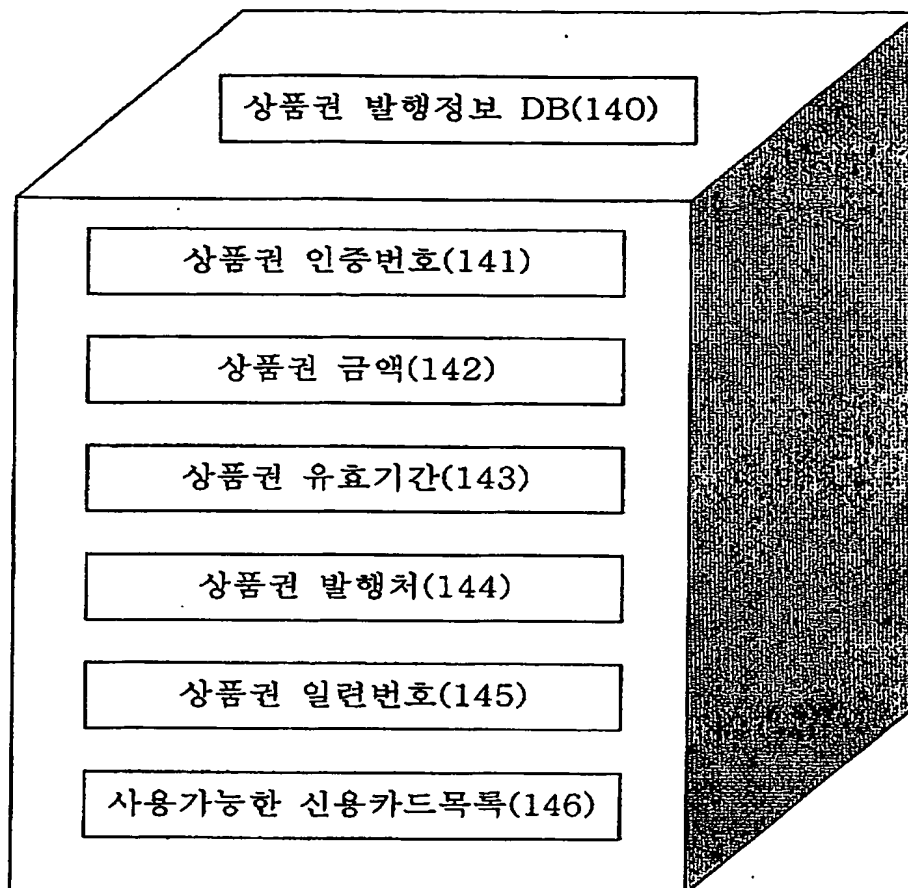 상품권 발행정보 DB(140)
상품권 인증번호(141)
상품권 금액(142)
상품권 유효기간(143)
상품권 발행처(144)
상품권 일련번호(145)
사용가능한 신용카드목록(146)